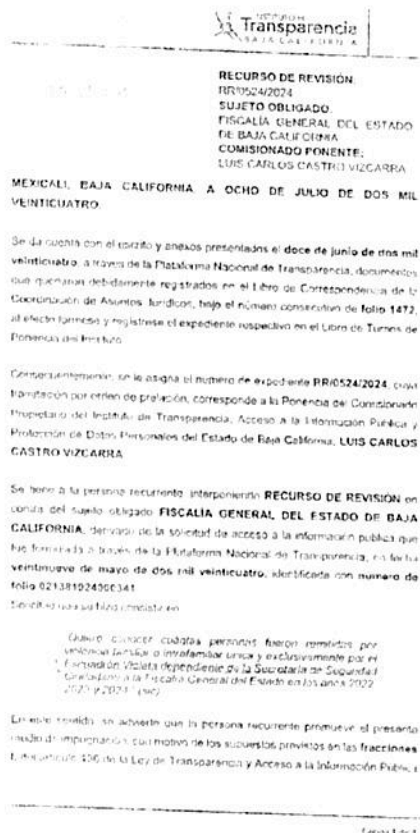 INSTITUTO DE
Transparencia
BAJA CALIFORNIA
RECURSO DE REVISIÓN:
RR/0524/2024
SUJETO OBLIGADO:
FISCALÍA GENERAL DEL ESTADO
DE BAJA CALIFORNIA
COMISIONADO PONENTE:
LUIS CARLOS CASTRO VIZCARRA
MEXICALI, BAJA CALIFORNIA, A OCHO DE JULIO DE DOS MIL
VEINTICUATRO.
Se da cuenta con el escrito y anexos presentados el doce de junio de dos mil
veinticuatro, a través de la Plataforma Nacional de Transparencia, documentos
que quedaron debidamente registrados en el Libro de Correspondencia de la
Coordinación de Asuntos Jurídicos, bajo el número consecutivo de folio 1472,
al efecto fórmese y regístrese el expediente respectivo en el Libro de Turnos de
Ponencia del Instituto.
Consecuentemente, se le asigna el número de expediente RR/0524/2024, cuya
tramitación por orden de prelación, corresponde a la Ponencia del Comisionado
Propietario del Instituto de Transparencia, Acceso a la Información Pública y
Protección de Datos Personales del Estado de Baja California, LUIS CARLOS
CASTRO VIZCARRA
Se tiene a la persona recurrente interponiendo RECURSO DE REVISIÓN en
contra del sujeto obligado FISCALÍA GENERAL DEL ESTADO DE BAJA
CALIFORNIA, derivado de la solicitud de acceso a la información pública que
fue formulada a través de la Plataforma Nacional de Transparencia, en fecha
veintinueve de mayo de dos mil veinticuatro, identificada con número de
folio 021381924000341
Solicitud que se hizo consistir en
Quiero conocer cuántas personas fueron remitidas por
violencia familiar o intrafamiliar única y exclusivamente por el
Escuadrón Violeta dependiente de la Secretaría de Seguridad
Ciudadana a la Fiscalía General del Estado en los años 2022
2023 y 2024 (sic)
En este sentido, se advierte que la persona recurrente promueve el presente
medio de impugnación, con motivo de los supuestos previstos en las fracciones
I, del artículo 136 de la Ley de Transparencia y Acceso a la Información Pública